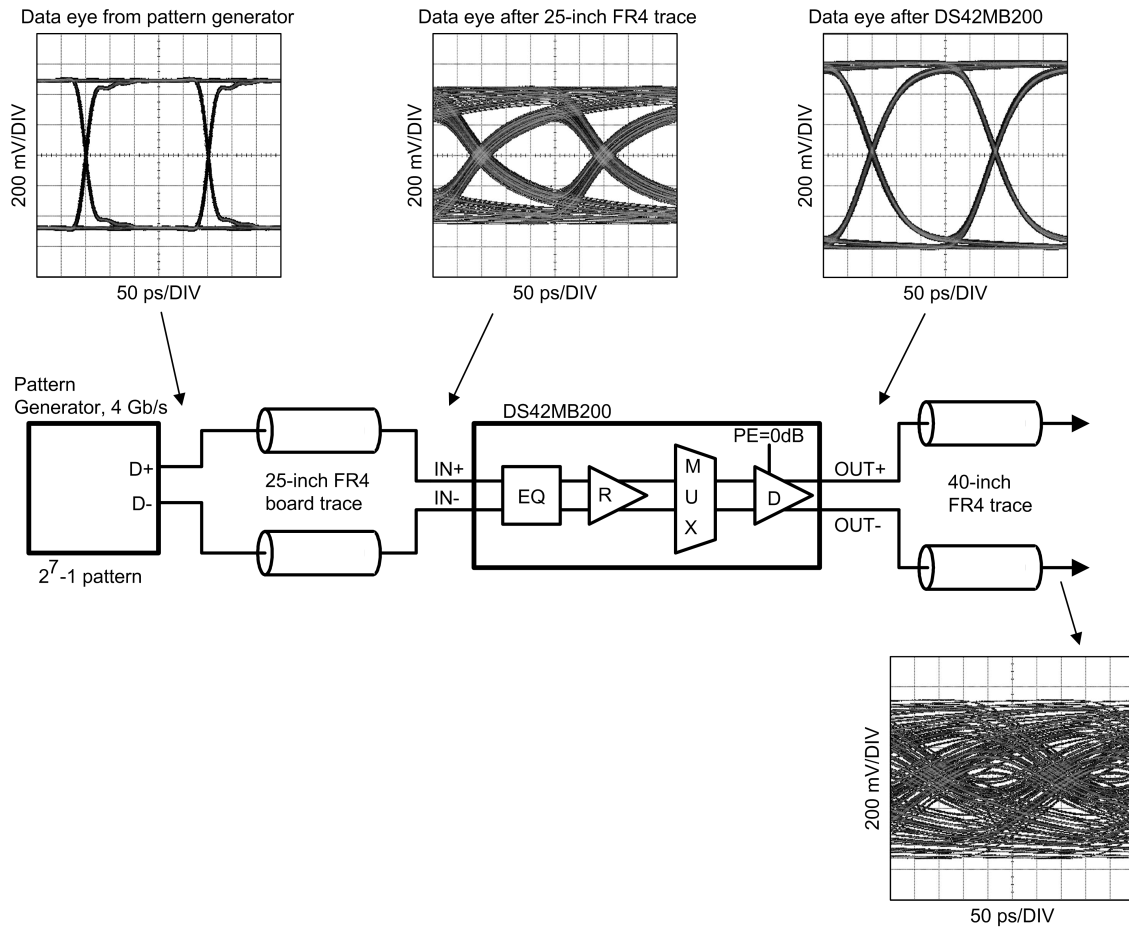 Data eye from pattern generator
Data eye after 25-inch FR4 trace
Data eye after DS42MB200
200 mV/DIV
200 mV/DIV
200 mV/DIV
50 ps/DIV
50 ps/DIV
50 ps/DIV
Pattern
Generator, 4 Gb/s
D+
D-
2⁷-1 pattern
25-inch FR4
board trace
DS42MB200
IN+
IN-
EQ
R
M
U
X
PE=0dB
D
OUT+
OUT-
40-inch
FR4 trace
200 mV/DIV
50 ps/DIV